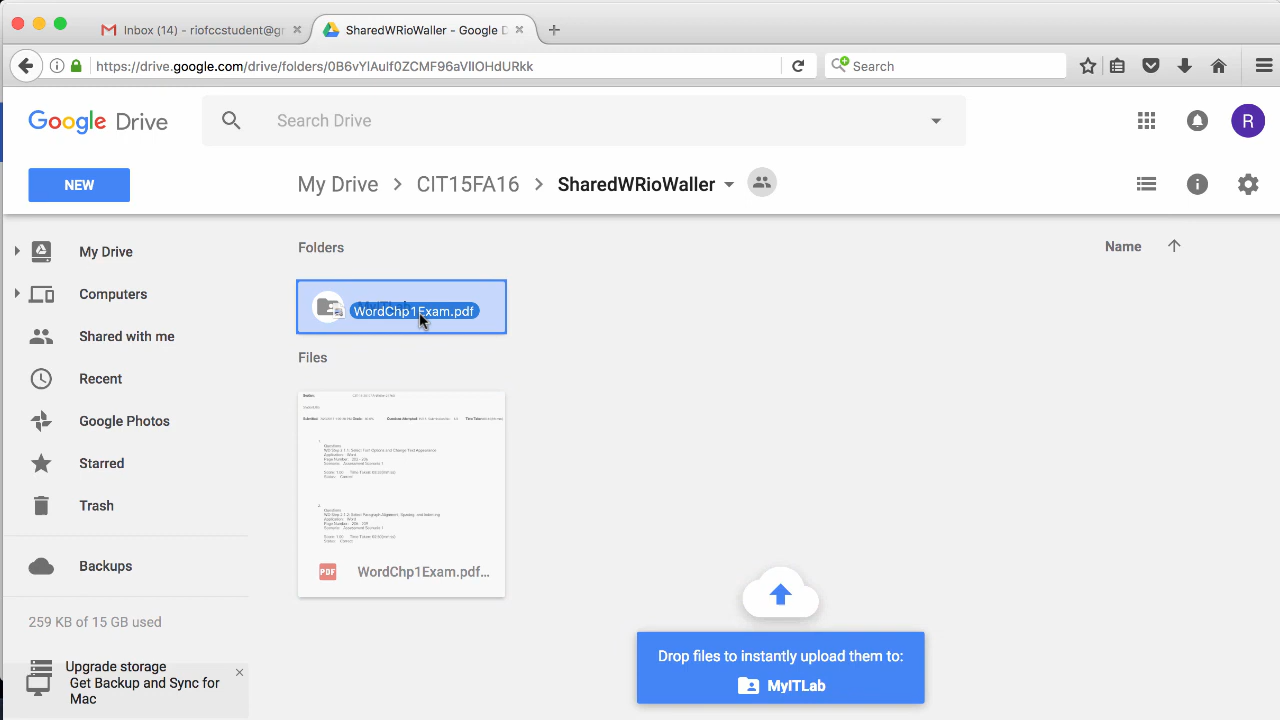 Inbox (14) - riofccstudent@gr
SharedWRioWaller - Google D
https://drive.google.com/drive/folders/0B6vYlAulf0ZCMF96aVllOHdURkk
Search
Google Drive
Search Drive
R
NEW
My Drive > CIT15FA16 > SharedWRioWaller
My Drive
Computers
Shared with me
Recent
Google Photos
Starred
Trash
Backups
259 KB of 15 GB used
Upgrade storage
Get Backup and Sync for
Mac
Folders
Name
WordChp1Exam.pdf
Files
PDF
WordChp1Exam.pdf...
Drop files to instantly upload them to:
MyITLab